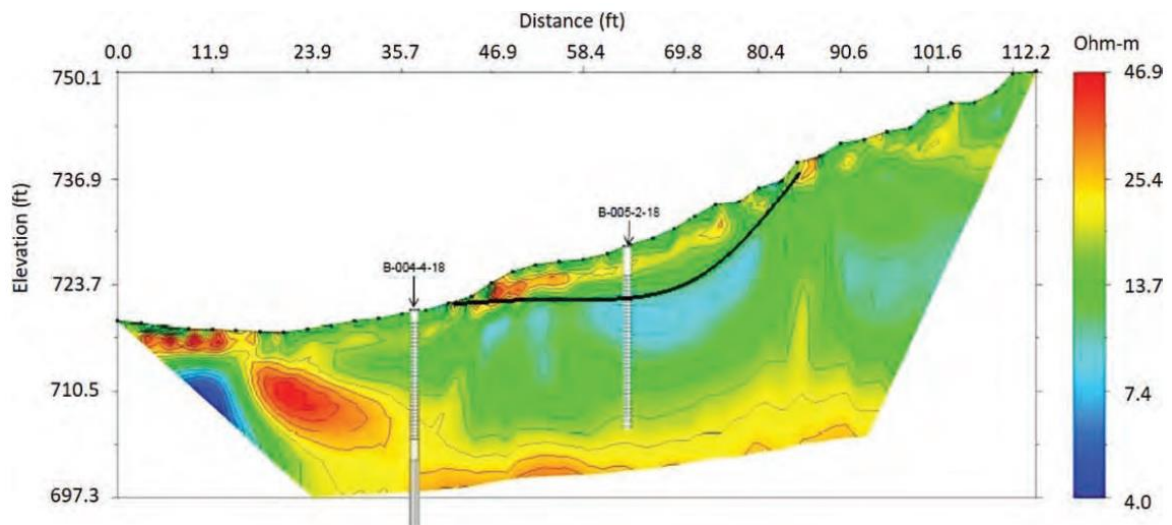 Distance (ft)
0.0 11.9 23.9 35.7 46.9 58.4 69.8 80.4 90.6 101.6 112.2
Ohm-m
750.1
736.9
723.7
710.5
697.3
Elevation (ft)
B-004-4-18
B-005-2-18
46.9
25.4
13.7
7.4
4.0